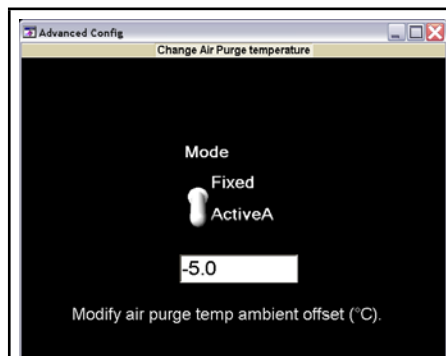 Advanced Config
Change Air Purge temperature
Mode
Fixed
ActiveA
-5.0
Modify air purge temp ambient offset (°C).